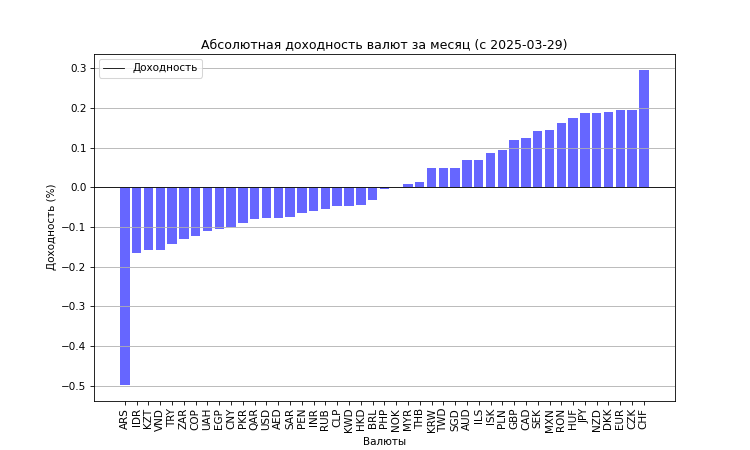 Абсолютная доходность валют за месяц (с 2025-03-29)
Доходность
Доходность (%)
0.3
0.2
0.1
0.0
−0.1
−0.2
−0.3
−0.4
−0.5
ARS IDR KZT VND TRY ZAR COP UAH EGP CNY PKR QAR USD AED SAR PEN INR RUB CLP KWD HKD BRL PHP NOK MYR THB KRW TWD SGD AUD ILS ISK PLN GBP CAD SEK MXN RON HUF JPY NZD DKK EUR CZK CHF
Валюты